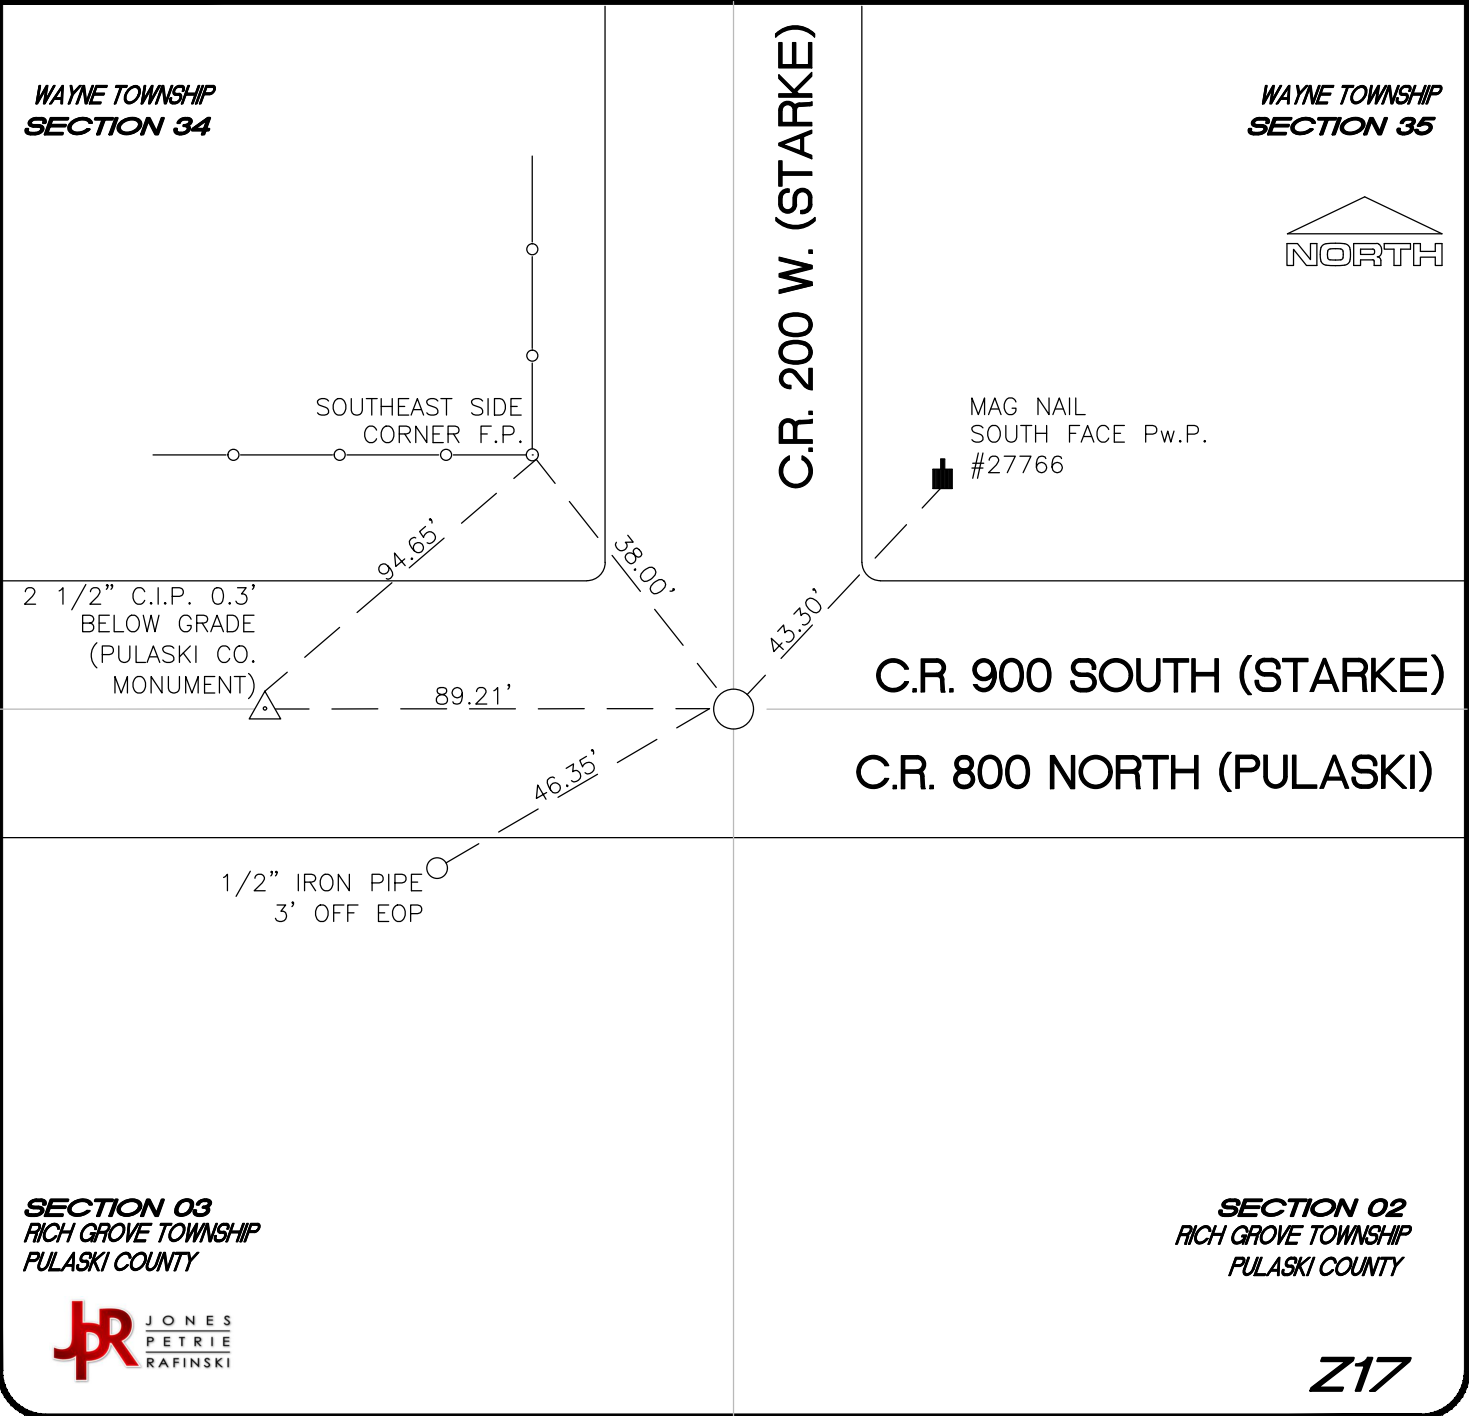 WAYNE TOWNSHIP
SECTION 34
C.R. 200 W. (STARKE)
WAYNE TOWNSHIP
SECTION 35
NORTH
SOUTHEAST SIDE
CORNER F.P.
MAG NAIL
SOUTH FACE Pw.P.
#27766
94.65'
38.00'
43.30'
2 1/2" C.I.P. 0.3'
BELOW GRADE
(PULASKI CO.
MONUMENT)
89.21'
C.R. 900 SOUTH (STARKE)
46.35'
C.R. 800 NORTH (PULASKI)
1/2" IRON PIPE
3' OFF EOP
SECTION 03
RICH GROVE TOWNSHIP
PULASKI COUNTY
SECTION 02
RICH GROVE TOWNSHIP
PULASKI COUNTY
JPR
JONES
PETRIE
RAFINSKI
Z17